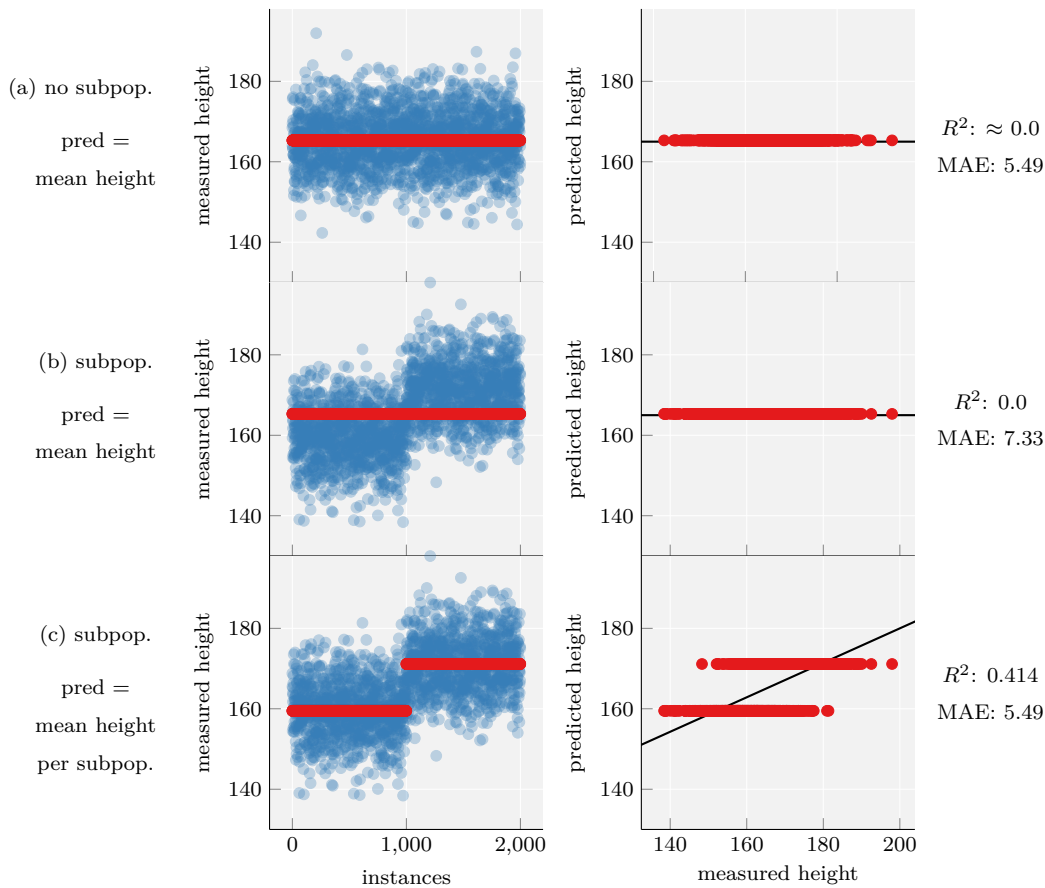 (a) no subpop.
pred =
mean height
measured height
180
160
140
predicted height
180
160
140
R²: ≈ 0.0
MAE: 5.49
(b) subpop.
pred =
mean height
measured height
180
160
140
predicted height
180
160
140
R²: 0.0
MAE: 7.33
(c) subpop.
pred =
mean height
per subpop.
measured height
180
160
140
0
1,000
2,000
instances
predicted height
180
160
140
140
160
180
200
measured height
R²: 0.414
MAE: 5.49